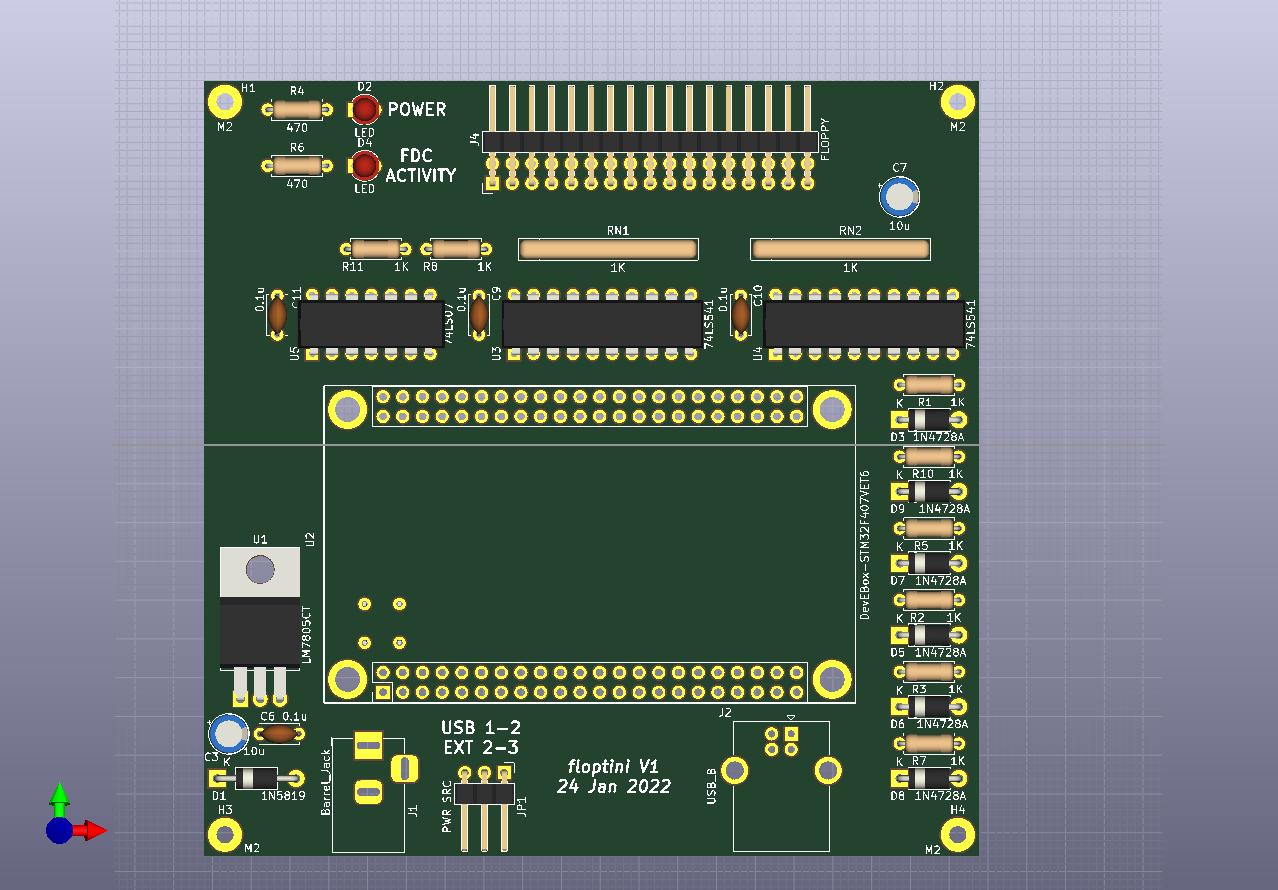 H1
M2
R4
470
D2
LED
POWER
R6
470
D4
LED
FDC
ACTIVITY
J4
FLOPPY
H2
M2
C7
10u
R11 1K
R8 1K
RN1
1K
RN2
1K
0.1u
C11
U5
74LS07
0.1u
C9
U3
74LS541
0.1u
C10
U4
74LS541
K R1 1K
D3 1N4728A
K R10 1K
D9 1N4728A
K R5 1K
D7 1N4728A
K R2 1K
D5 1N4728A
K R3 1K
D6 1N4728A
K R7 1K
D8 1N4728A
U1
U2
LM7805CT
DevEBox-STM32F407VET6
C6 0.1u
C3
10u
K
D1 1N5819
H3
M2
Barrel_Jack
J1
USB 1-2
EXT 2-3
PWR SRC
JP1
floptini V1
24 Jan 2022
J2
USB_B
H4
M2